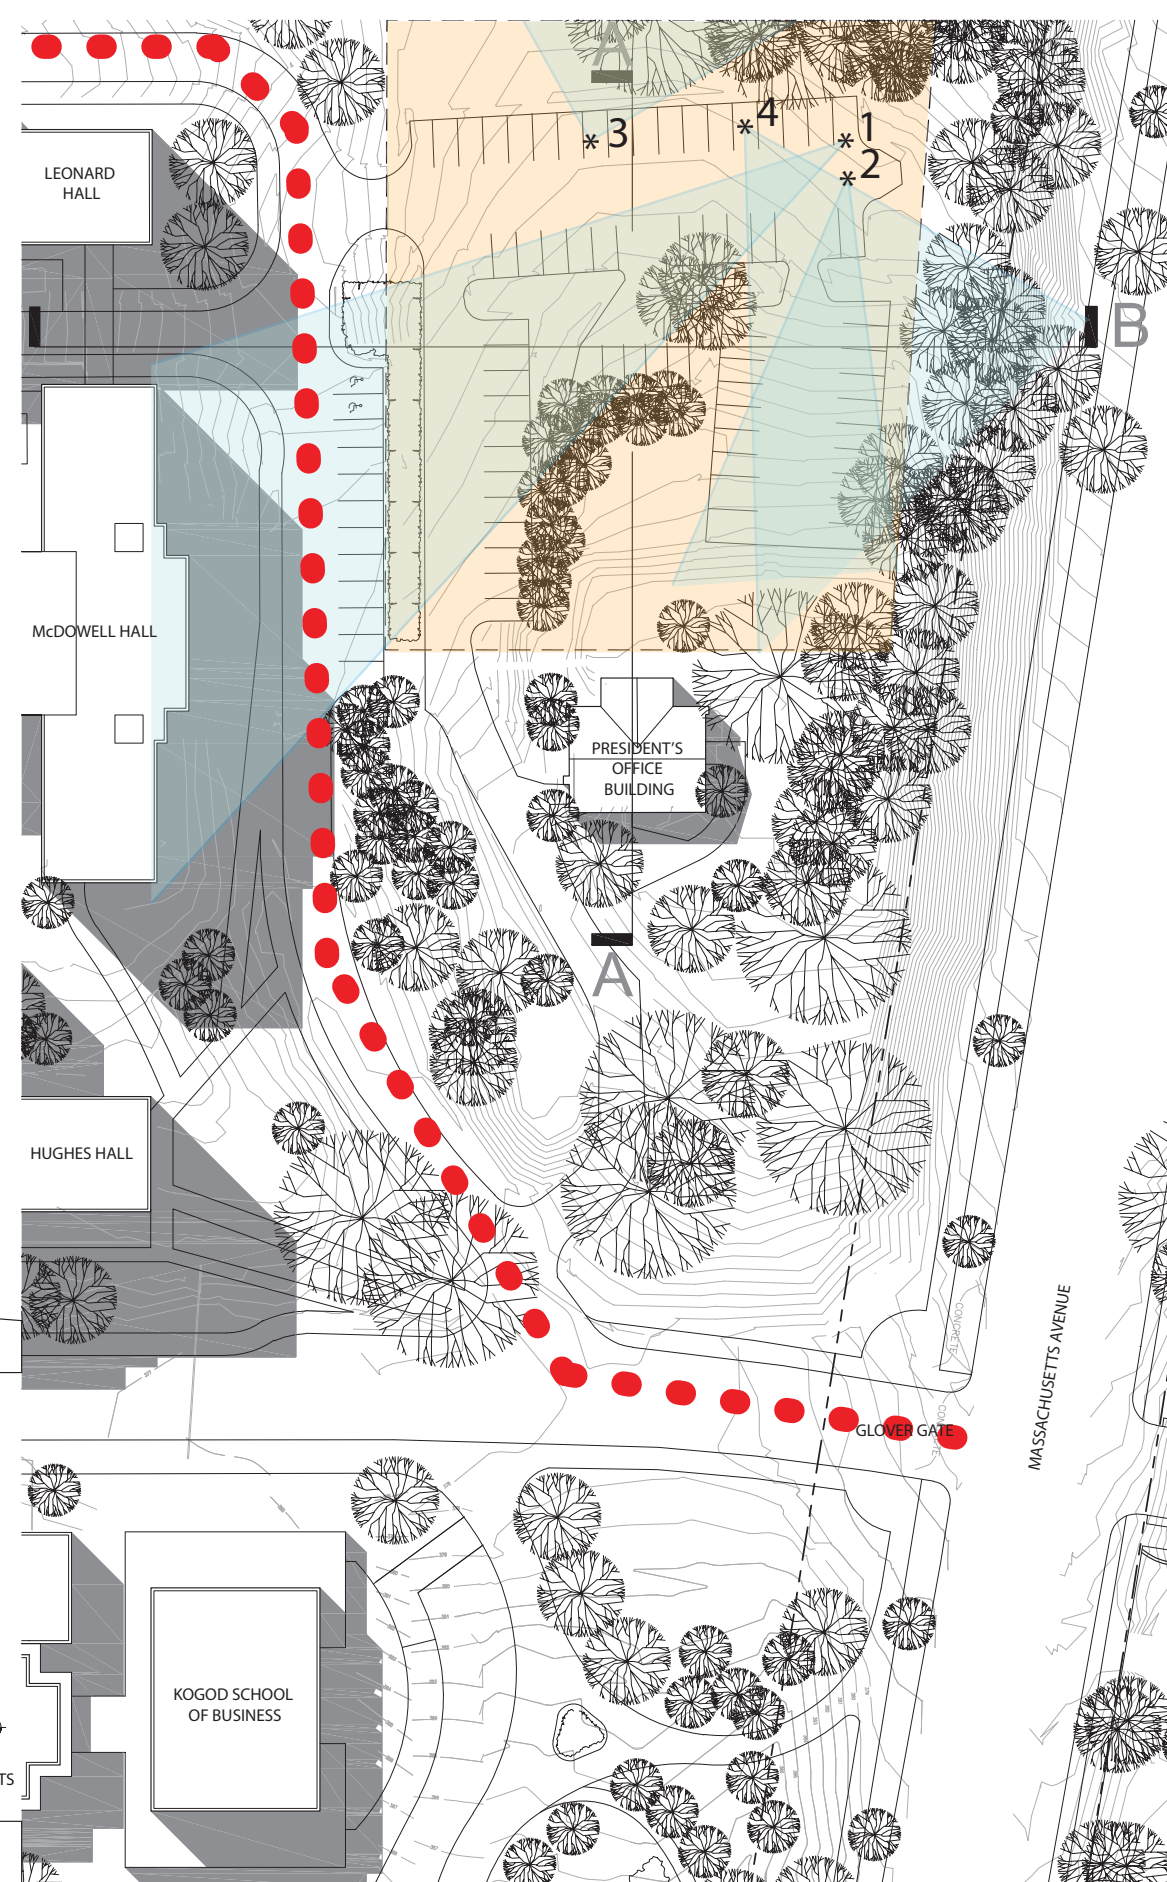 A
4
1
3
2
LEONARD
HALL
B
McDOWELL HALL
PRESIDENT'S
OFFICE
BUILDING
A
HUGHES HALL
CONCRETE
MASSACHUSETTS AVENUE
GLOVER GATE
KOGOD SCHOOL
OF BUSINESS
TS